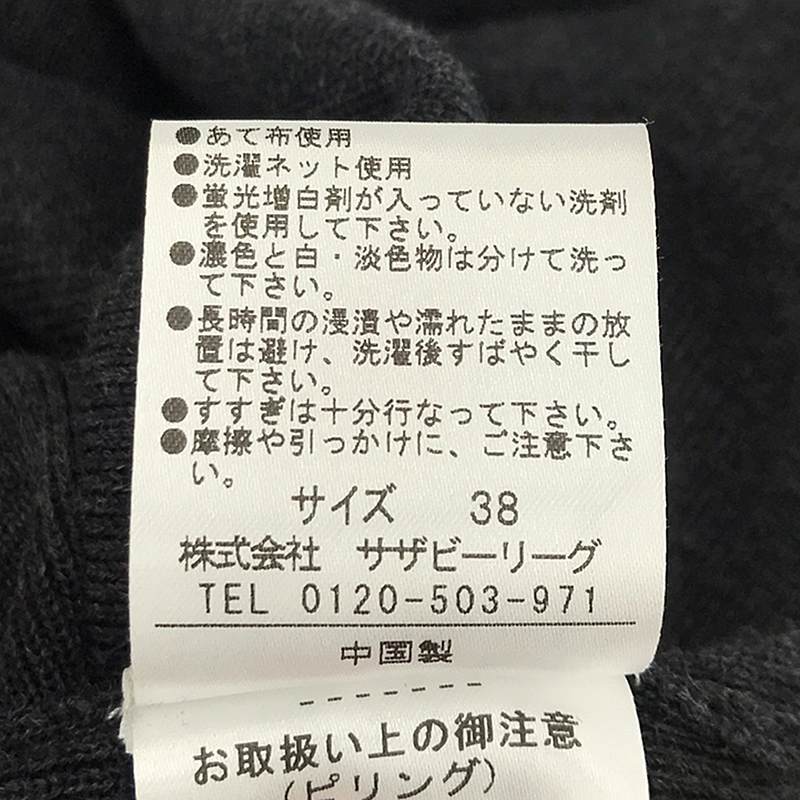 ●あて布使用
●洗濯ネット使用
●蛍光増白剤が入っていない洗剤
を使用して下さい。
●濃色と白・淡色物は分けて洗っ
て下さい。
●長時間の浸漬や濡れたままの放
置は避け、洗濯後すばやく干し
て下さい。
●すすぎは十分行なって下さい。
●摩擦や引っかけに、ご注意下さ
い。
サイズ 38
株式会社 サザビーリーグ
TEL 0120-503-971
中国製
-------
お取扱い上の御注意
(ピリング)